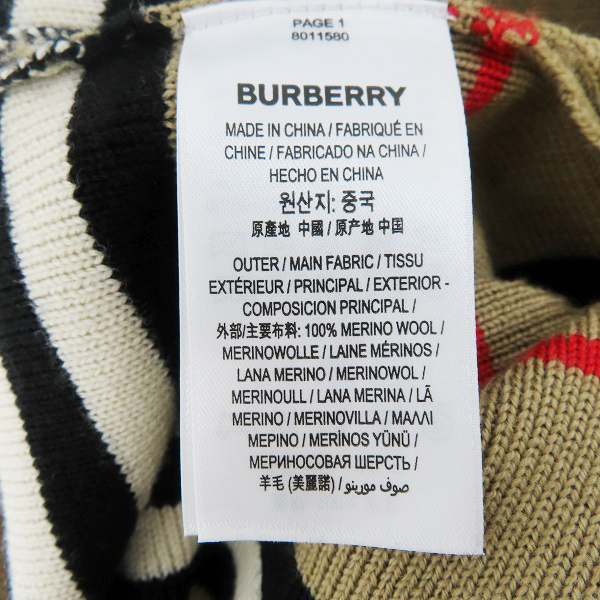 PAGE 1
8011580
BURBERRY
MADE IN CHINA / FABRIQUÉ EN
CHINE / FABRICADO NA CHINA /
HECHO EN CHINA
원산지: 중국
原產地 中國 / 原产地 中国
OUTER / MAIN FABRIC / TISSU
EXTÉRIEUR / PRINCIPAL / EXTERIOR -
COMPOSICION PRINCIPAL /
外部/主要布料: 100% MERINO WOOL /
MERINOWOLLE / LAINE MÉRINOS /
LANA MERINO / MERINOWOL /
MERINOULL / LANA MERINA / LÃ
MERINO / MERINOVILLA / ΜΑΛΛΙ
ΜΕΡΙΝΟ / MERİNOS YÜNÜ /
МЕРИНОСОВАЯ ШЕРСТЬ /
羊毛 (美麗諾) / صوف مورينو